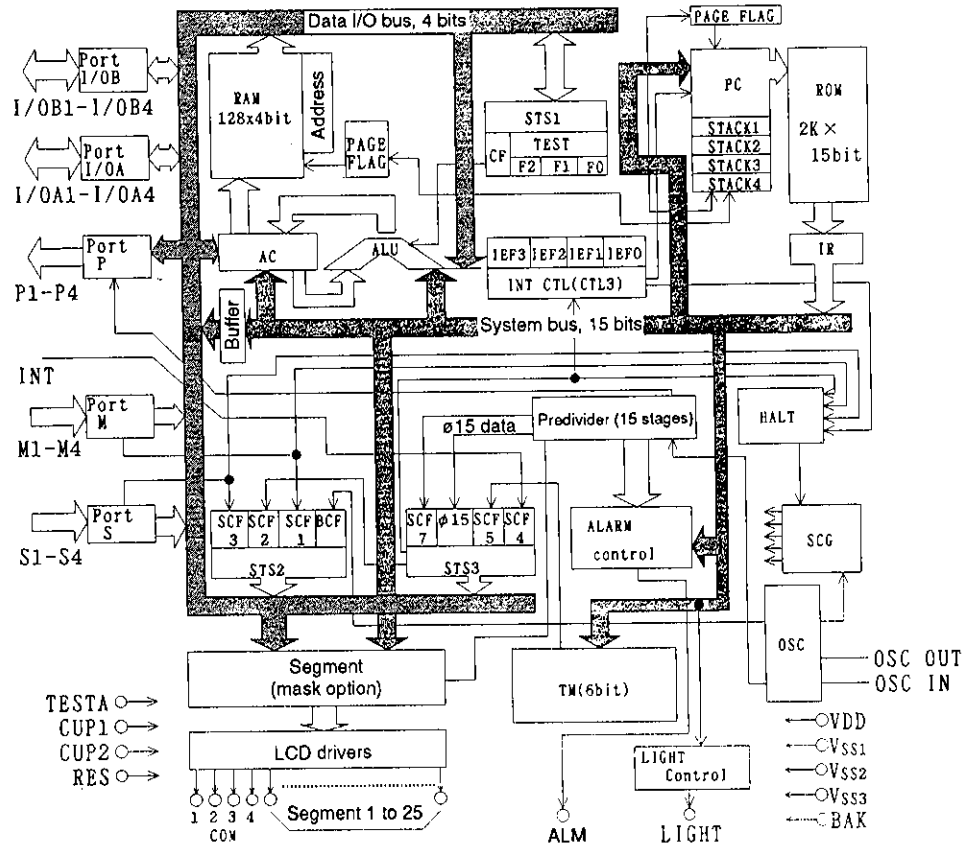 Data I/O bus, 4 bits
PAGE FLAG
Port
I/OB
I/OB1-I/OB4
RAM
128x4bit
Address
PAGE
FLAG
STS1
TEST
CF
F2
F1
F0
PC
STACK1
STACK2
STACK3
STACK4
ROM
2K×
15bit
Port
I/OA
I/OA1-I/OA4
Port
P
P1-P4
AC
ALU
IEF3
IEF2
IEF1
IEF0
INT CTL(CTL3)
IR
Buffer
System bus, 15 bits
INT
Port
M
M1-M4
ø15 data
Predivider (15 stages)
HALT
Port
S
S1-S4
SCF
3
SCF
2
SCF
1
BCF
STS2
SCF
7
φ15
SCF
5
SCF
4
STS3
ALARM
control
SCG
Segment
(mask option)
TM(6bit)
OSC
OSC OUT
OSC IN
TESTA
CUP1
CUP2
RES
LCD drivers
LIGHT
Control
VDD
VSS1
VSS2
VSS3
BAK
1
2
3
4
COM
Segment 1 to 25
ALM
LIGHT